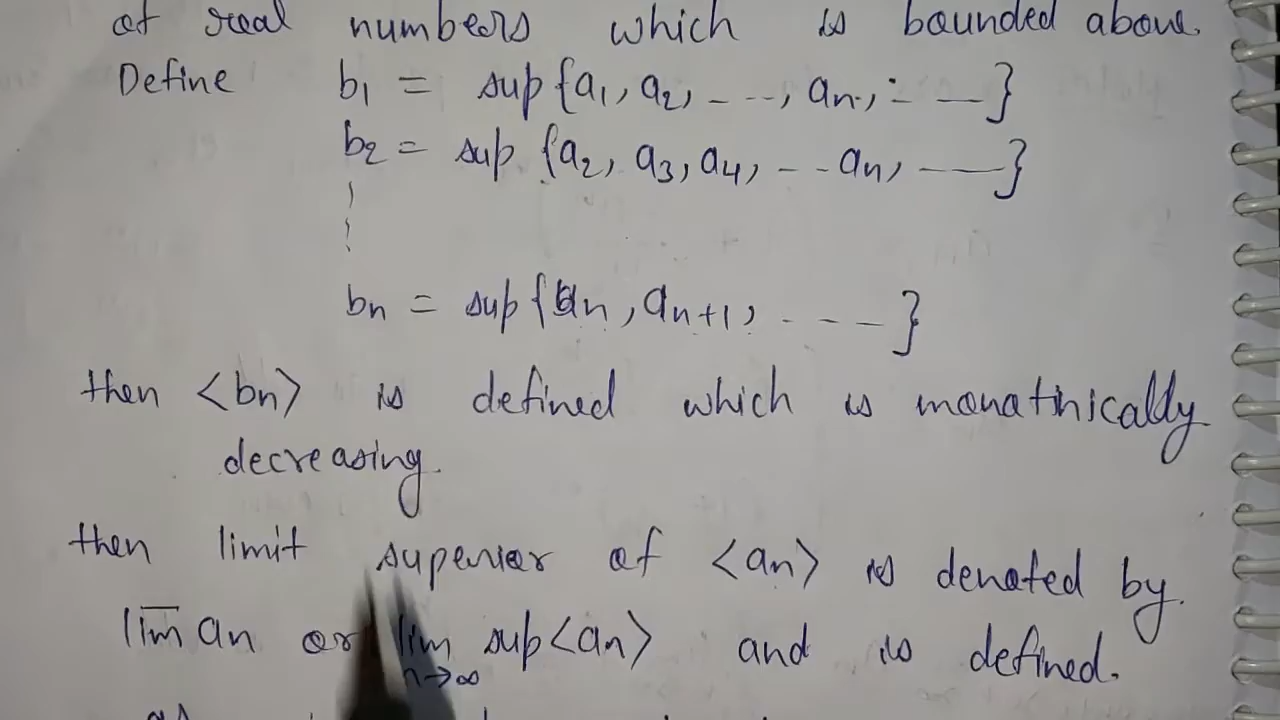 of real numbers which is bounded above.
Define b1 = sup{a1, a2, - - -, an, - - —}
b2 = sup {a2, a3, a4, - - an, - —}
bn = sup{an, an+1, - - - -}
then <bn> is defined which is monatinically
decreasing.
then limit superior of <an> is denoted by.
lim̅ an or lim sup<an> and is defined.
n→∞
as